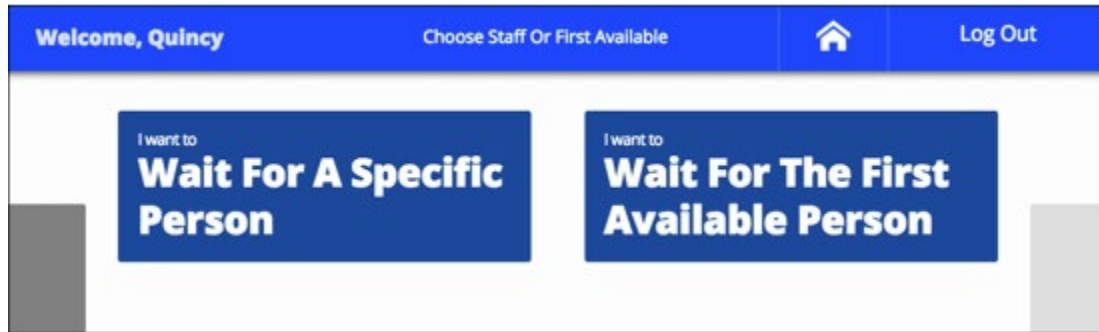 Welcome, Quincy
Choose Staff Or First Available
Log Out
I want to
Wait For A Specific
Person
I want to
Wait For The First
Available Person